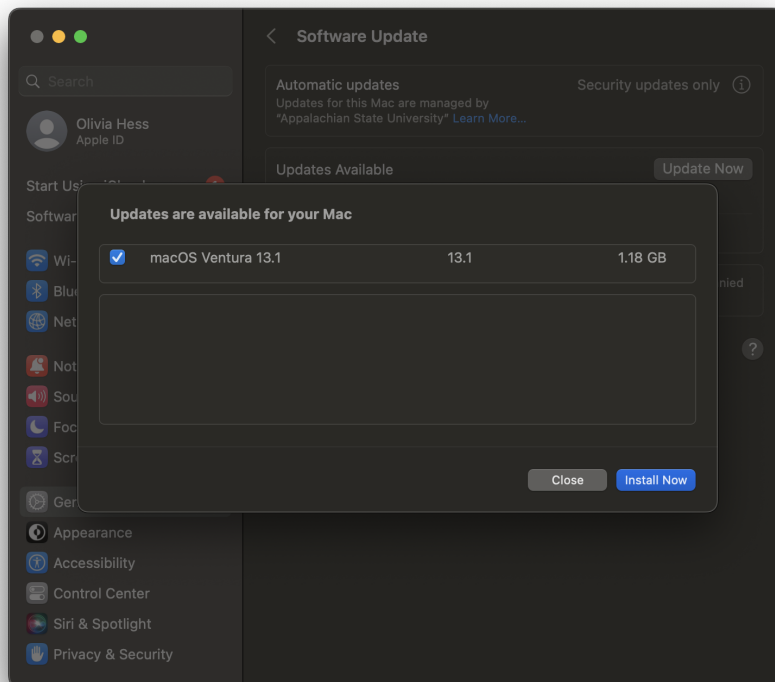 Software Update
Search
Automatic updates
Security updates only
Updates for this Mac are managed by
"Appalachian State University" Learn More...
Olivia Hess
Apple ID
Updates Available
Update Now
Start
Updates are available for your Mac
macOS Ventura 13.1 13.1 1.18 GB
?
Close
Install Now
Appearance
Accessibility
Control Center
Siri & Spotlight
Privacy & Security